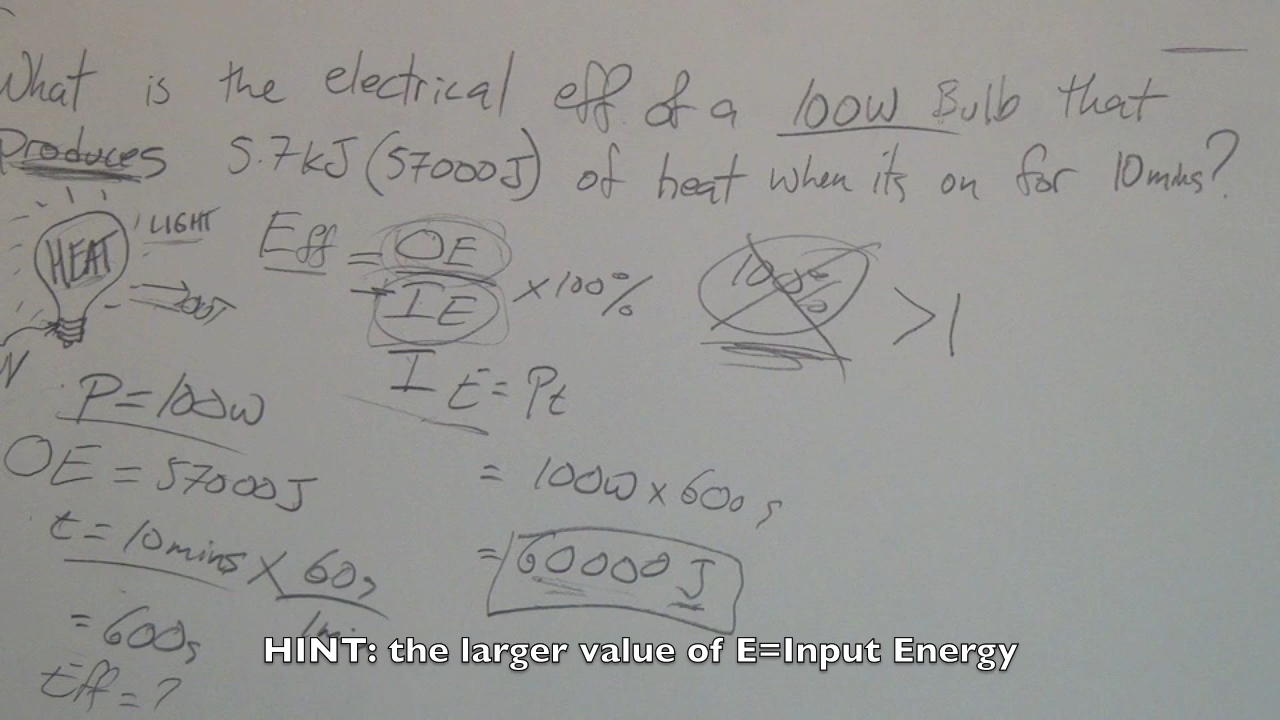 What is the electrical eff. of a 100W Bulb that
Produces 5.7kJ (57000J) of heat when its on for 10mins?
HEAT
LIGHT
OUT
Eff = OE
IE
×100%
100%
>1
P=100W
I E= Pt
OE = 57000J
= 100W × 600s
t= 10mins × 60s
1min
= 60000 J
= 600s
Eff = ?
HINT: the larger value of E=Input Energy